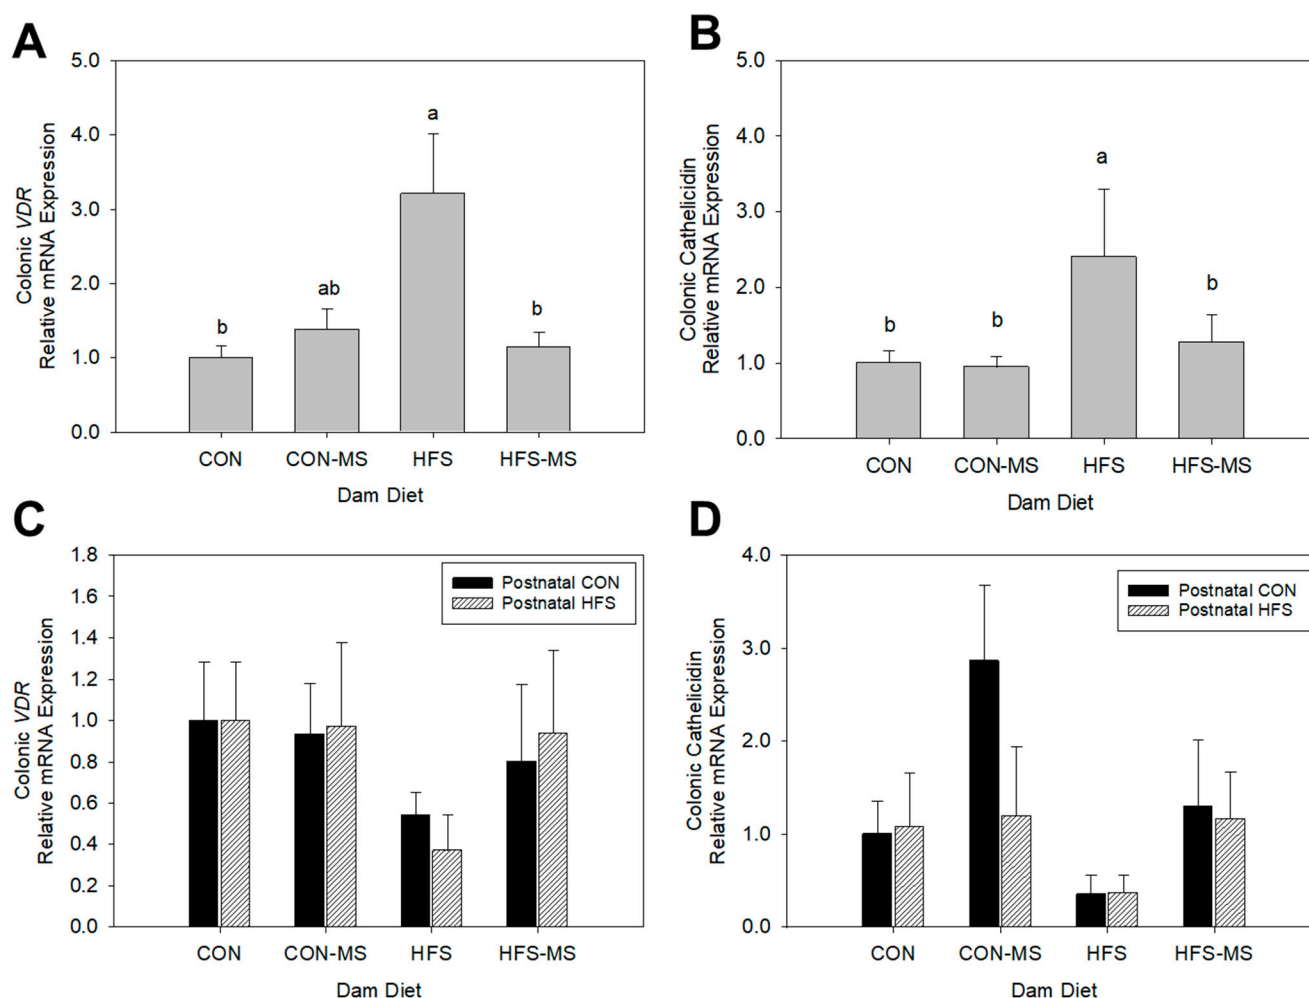 A
Colonic VDR
Relative mRNA Expression
5.0
4.0
3.0
2.0
1.0
0.0
b
ab
a
b
CON
CON-MS
HFS
HFS-MS
Dam Diet
B
Colonic Cathelicidin
Relative mRNA Expression
5.0
4.0
3.0
2.0
1.0
0.0
b
b
a
b
CON
CON-MS
HFS
HFS-MS
Dam Diet
C
Colonic VDR
Relative mRNA Expression
1.8
1.6
1.4
1.2
1.0
0.8
0.6
0.4
0.2
0.0
Postnatal CON
Postnatal HFS
CON
CON-MS
HFS
HFS-MS
Dam Diet
D
Colonic Cathelicidin
Relative mRNA Expression
4.0
3.0
2.0
1.0
0.0
Postnatal CON
Postnatal HFS
CON
CON-MS
HFS
HFS-MS
Dam Diet